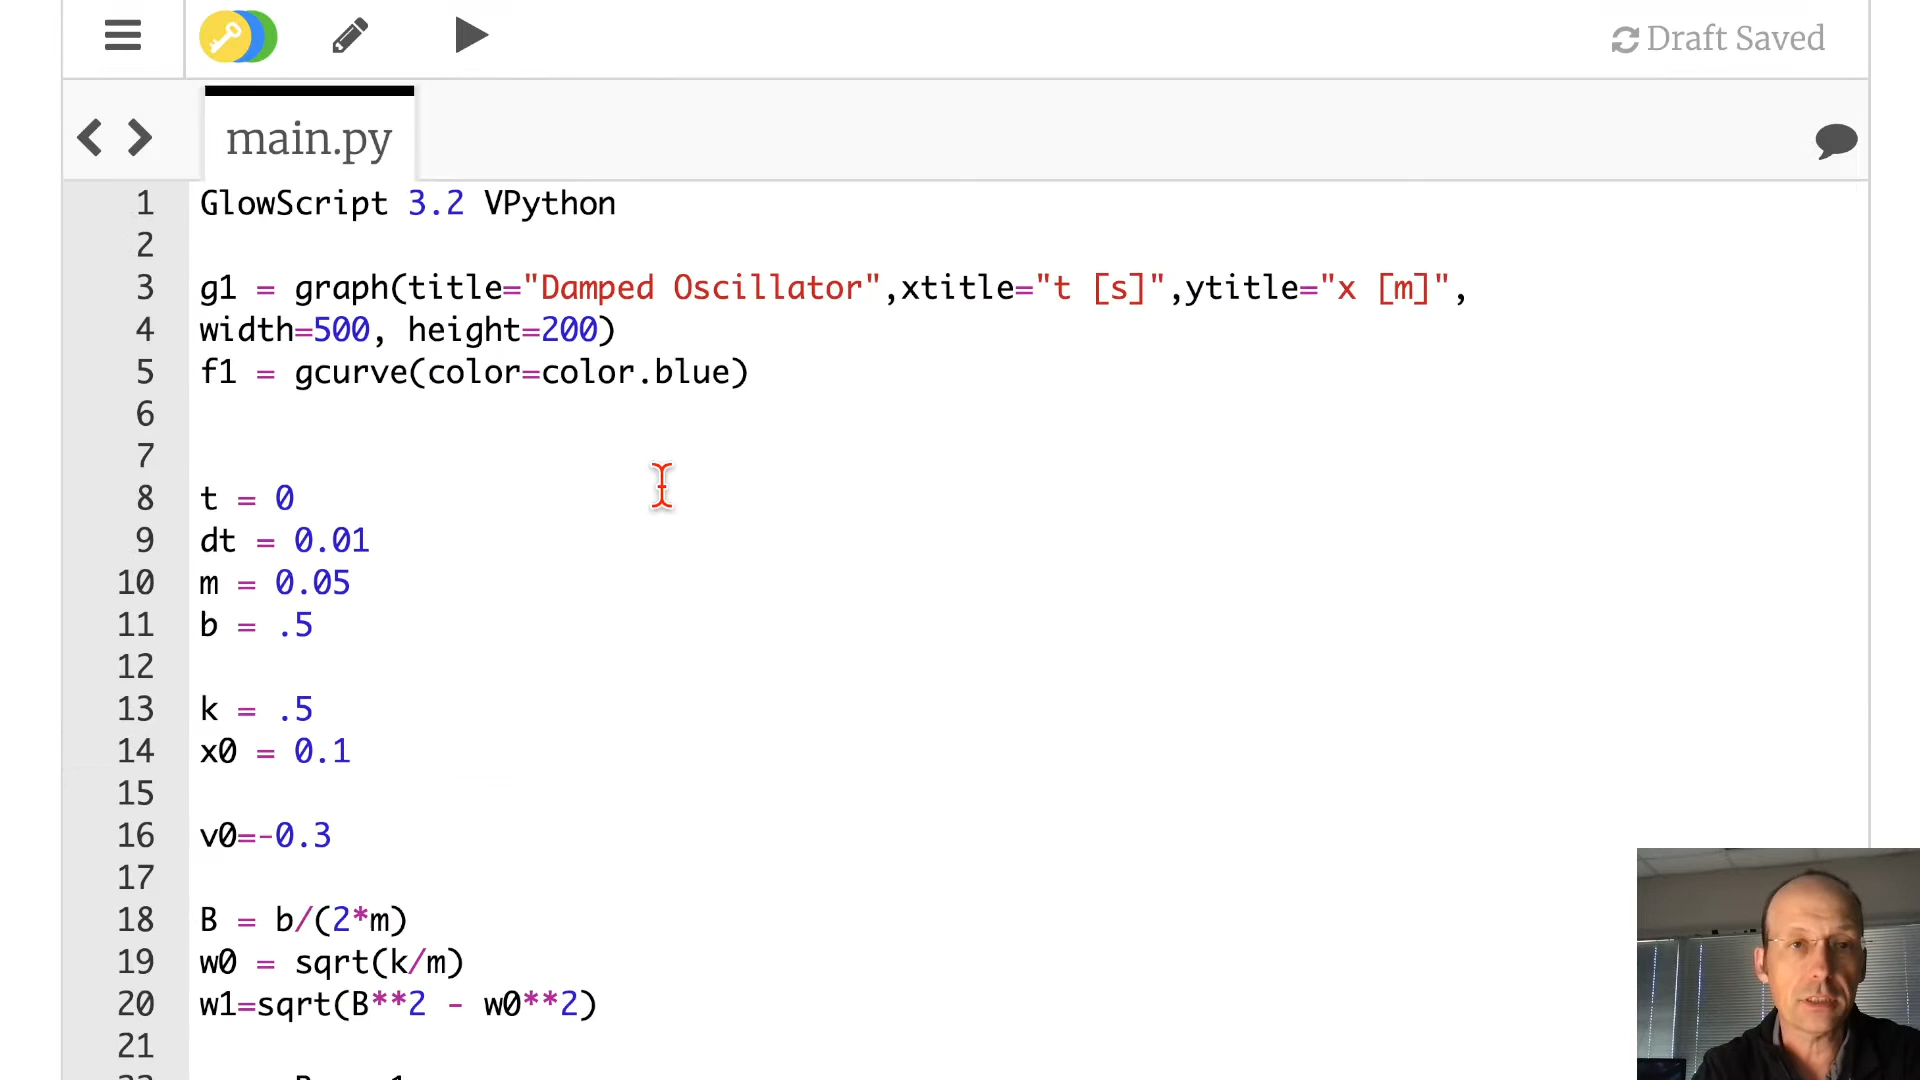 Draft Saved
main.py
1 GlowScript 3.2 VPython
2
3 g1 = graph(title="Damped Oscillator",xtitle="t [s]",ytitle="x [m]",
4 width=500, height=200)
5 f1 = gcurve(color=color.blue)
6
7
8 t = 0
9 dt = 0.01
10 m = 0.05
11 b = .5
12
13 k = .5
14 x0 = 0.1
15
16 v0=-0.3
17
18 B = b/(2*m)
19 w0 = sqrt(k/m)
20 w1=sqrt(B**2 - w0**2)
21